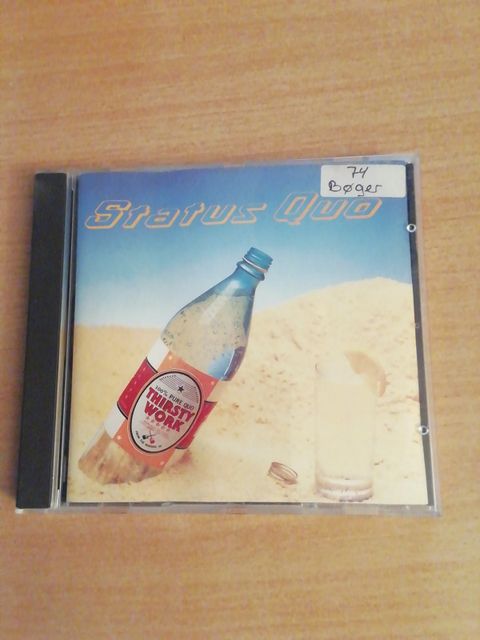 74
Bøger
Status Quo
100% PURE QUO
THIRSTY
WORK